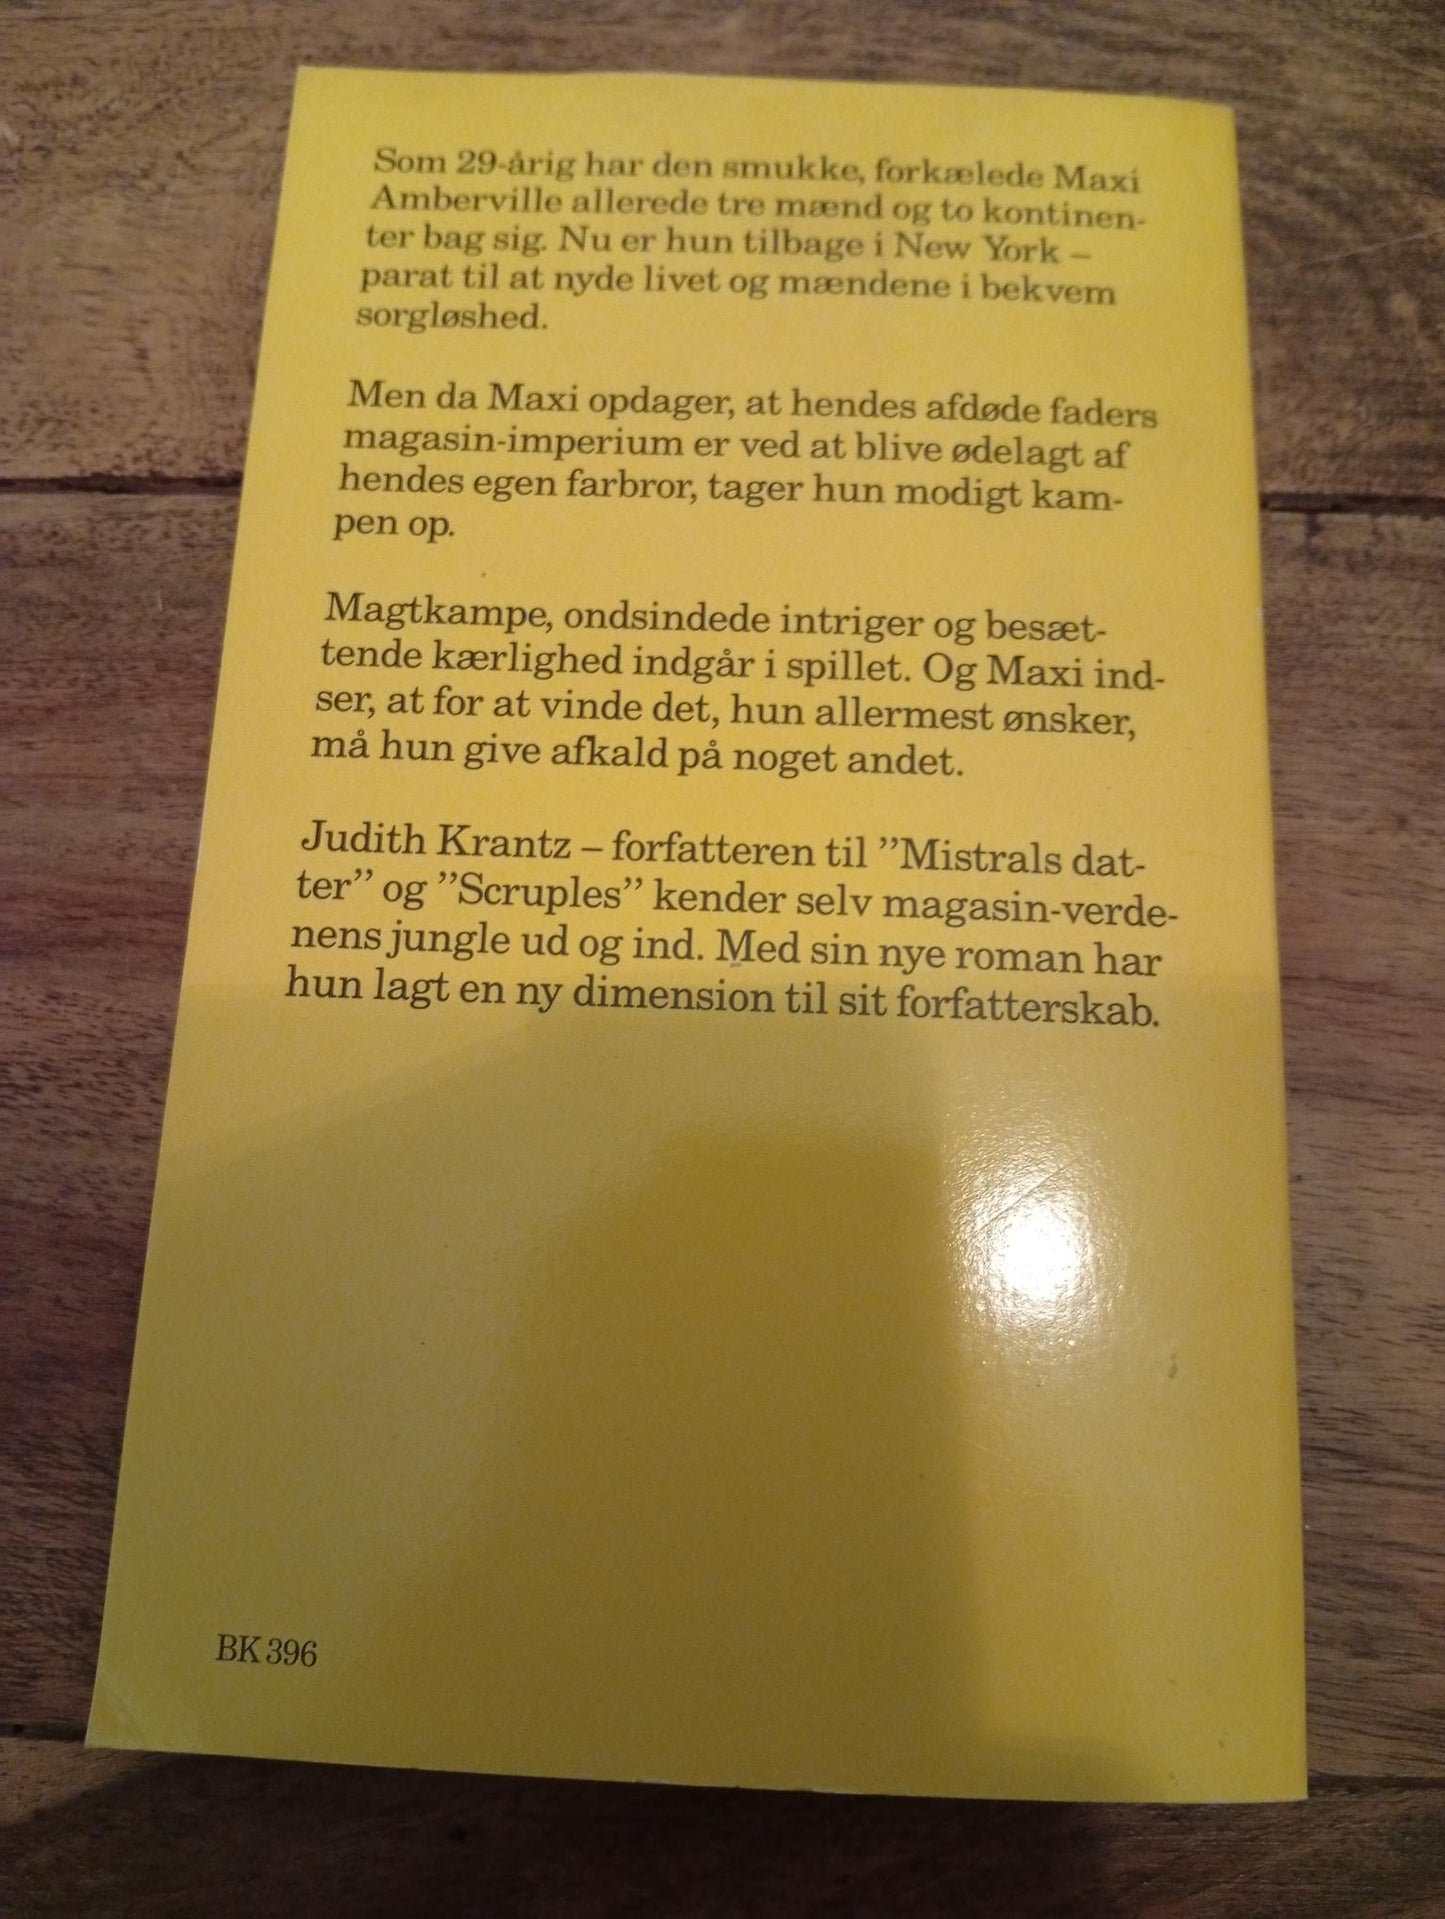 Som 29-årig har den smukke, forkælede Maxi
Amberville allerede tre mænd og to kontinen-
ter bag sig. Nu er hun tilbage i New York –
parat til at nyde livet og mændene i bekvem
sorgløshed.
Men da Maxi opdager, at hendes afdøde faders
magasin-imperium er ved at blive ødelagt af
hendes egen farbror, tager hun modigt kam-
pen op.
Magtkampe, ondsindede intriger og besæt-
tende kærlighed indgår i spillet. Og Maxi ind-
ser, at for at vinde det, hun allermest ønsker,
må hun give afkald på noget andet.
Judith Krantz – forfatteren til ”Mistrals dat-
ter” og ”Scruples” kender selv magasin-verde-
nens jungle ud og ind. Med sin nye roman har
hun lagt en ny dimension til sit forfatterskab.
BK 396